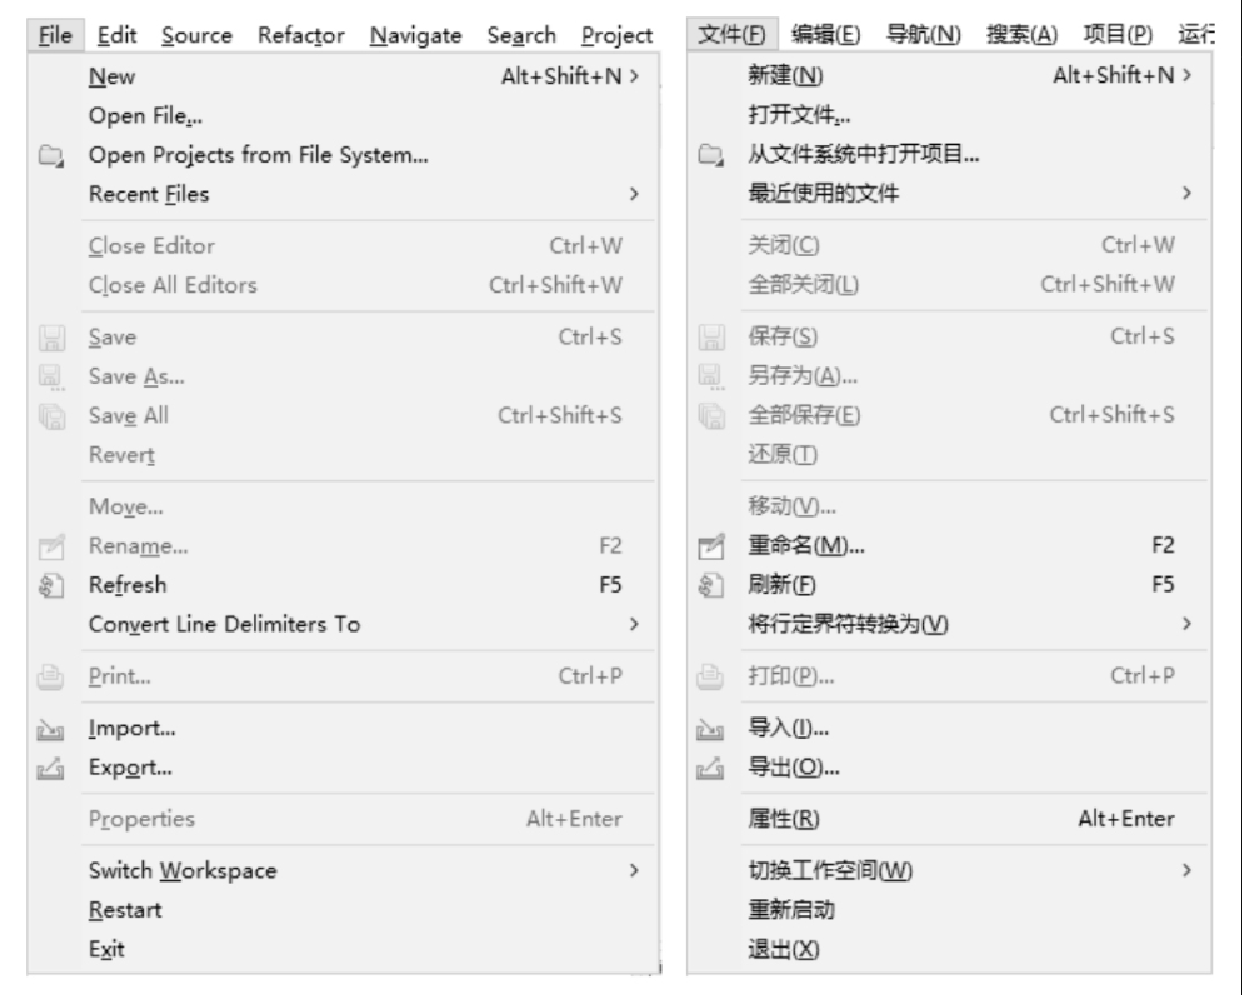 File Edit Source Refactor Navigate Search Project
New Alt+Shift+N >
Open File...
Open Projects from File System...
Recent Files >
Close Editor Ctrl+W
Close All Editors Ctrl+Shift+W
Save Ctrl+S
Save As...
Save All Ctrl+Shift+S
Revert
Move...
Rename... F2
Refresh F5
Convert Line Delimiters To >
Print... Ctrl+P
Import...
Export...
Properties Alt+Enter
Switch Workspace >
Restart
Exit
文件(F) 编辑(E) 导航(N) 搜索(A) 项目(P) 运行
新建(N) Alt+Shift+N >
打开文件...
从文件系统中打开项目...
最近使用的文件 >
关闭(C) Ctrl+W
全部关闭(L) Ctrl+Shift+W
保存(S) Ctrl+S
另存为(A)...
全部保存(E) Ctrl+Shift+S
还原(T)
移动(V)...
重命名(M)... F2
刷新(F) F5
将行定界符转换为(V) >
打印(P)... Ctrl+P
导入(I)...
导出(O)...
属性(R) Alt+Enter
切换工作空间(W) >
重新启动
退出(X)